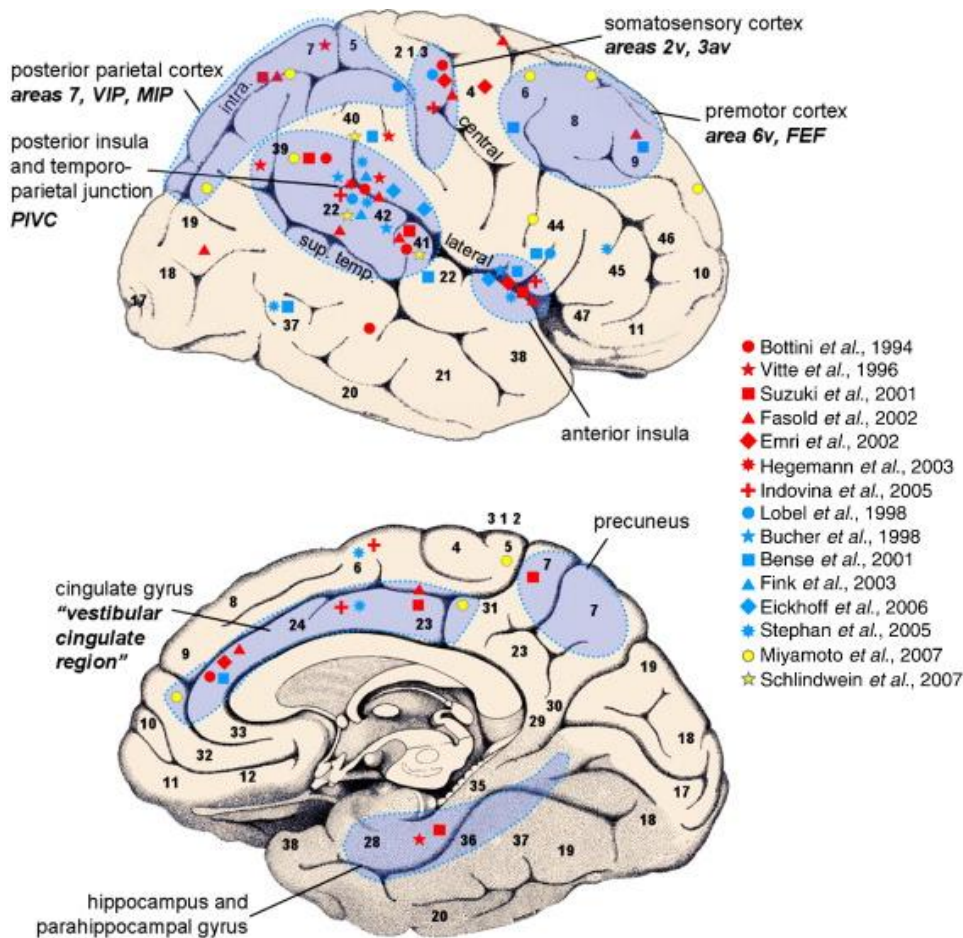 somatosensory cortex
areas 2v, 3av
posterior parietal cortex
areas 7, VIP, MIP
premotor cortex
area 6v, FEF
posterior insula
and temporo-
parietal junction
PIVC
7
5
2 1 3
4
6
8
9
intra.
central
40
39
22
42
41
sup. temp.
lateral
22
19
18
17
37
20
21
38
44
45
46
10
47
11
anterior insula
Bottini et al., 1994
Vitte et al., 1996
Suzuki et al., 2001
Fasold et al., 2002
Emri et al., 2002
Hegemann et al., 2003
Indovina et al., 2005
Lobel et al., 1998
Bucher et al., 1998
Bense et al., 2001
Fink et al., 2003
Eickhoff et al., 2006
Stephan et al., 2005
Miyamoto et al., 2007
Schlindwein et al., 2007
precuneus
cingulate gyrus
"vestibular
cingulate
region"
3 1 2
4
5
6
7
7
8
9
24
23
31
23
19
10
33
32
12
11
29
30
18
17
35
18
38
28
36
37
19
20
hippocampus and
parahippocampal gyrus